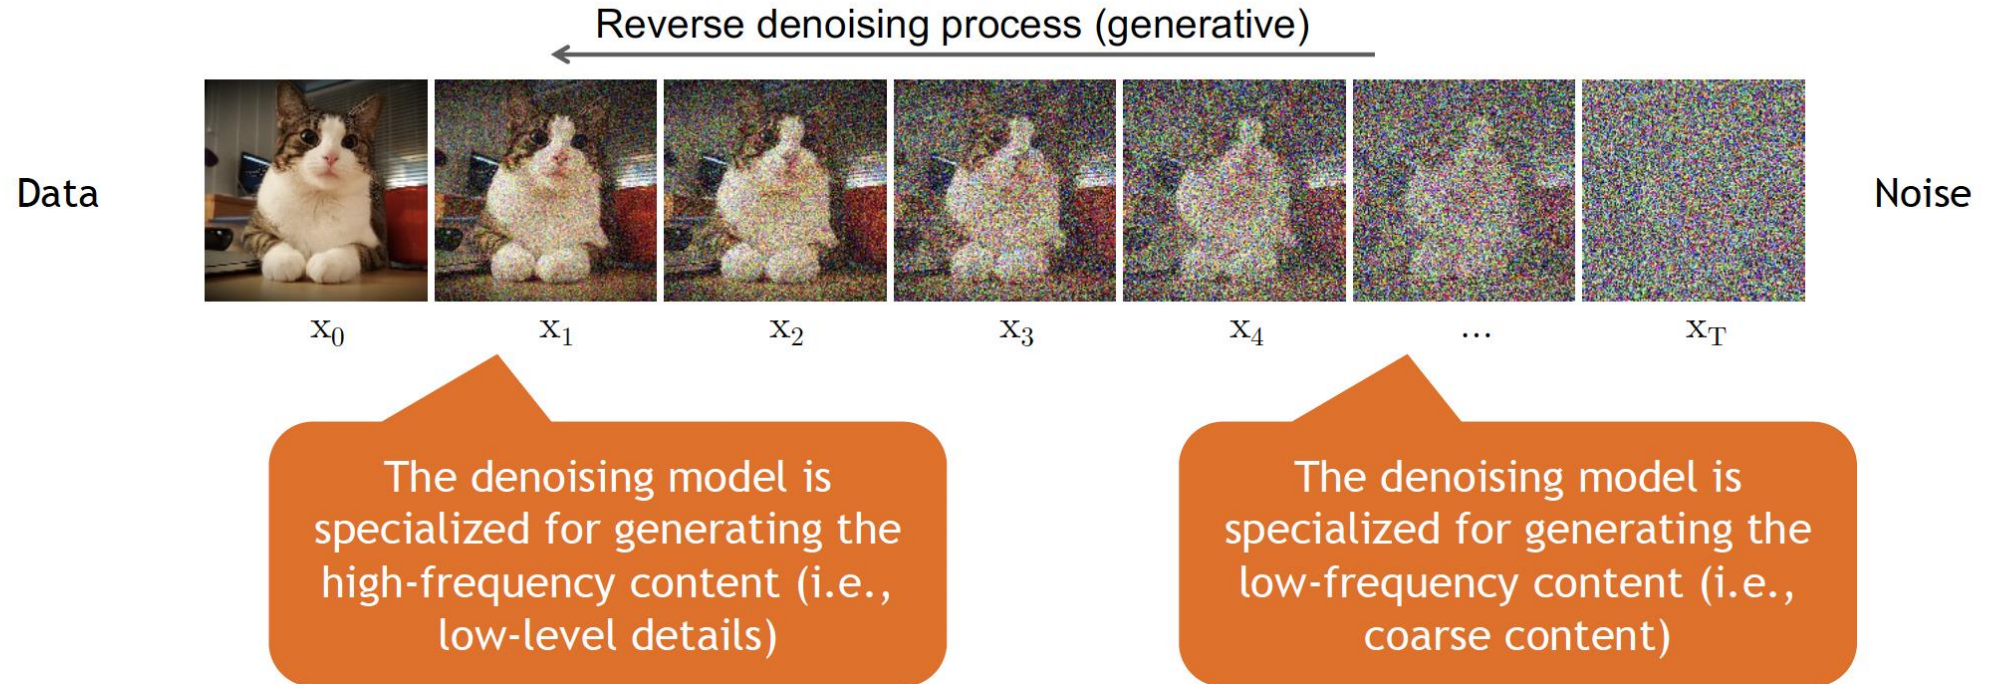 Reverse denoising process (generative)
Data
Noise
x₀
x₁
x₂
x₃
x₄
...
x_T
The denoising model is
specialized for generating the
high-frequency content (i.e.,
low-level details)
The denoising model is
specialized for generating the
low-frequency content (i.e.,
coarse content)